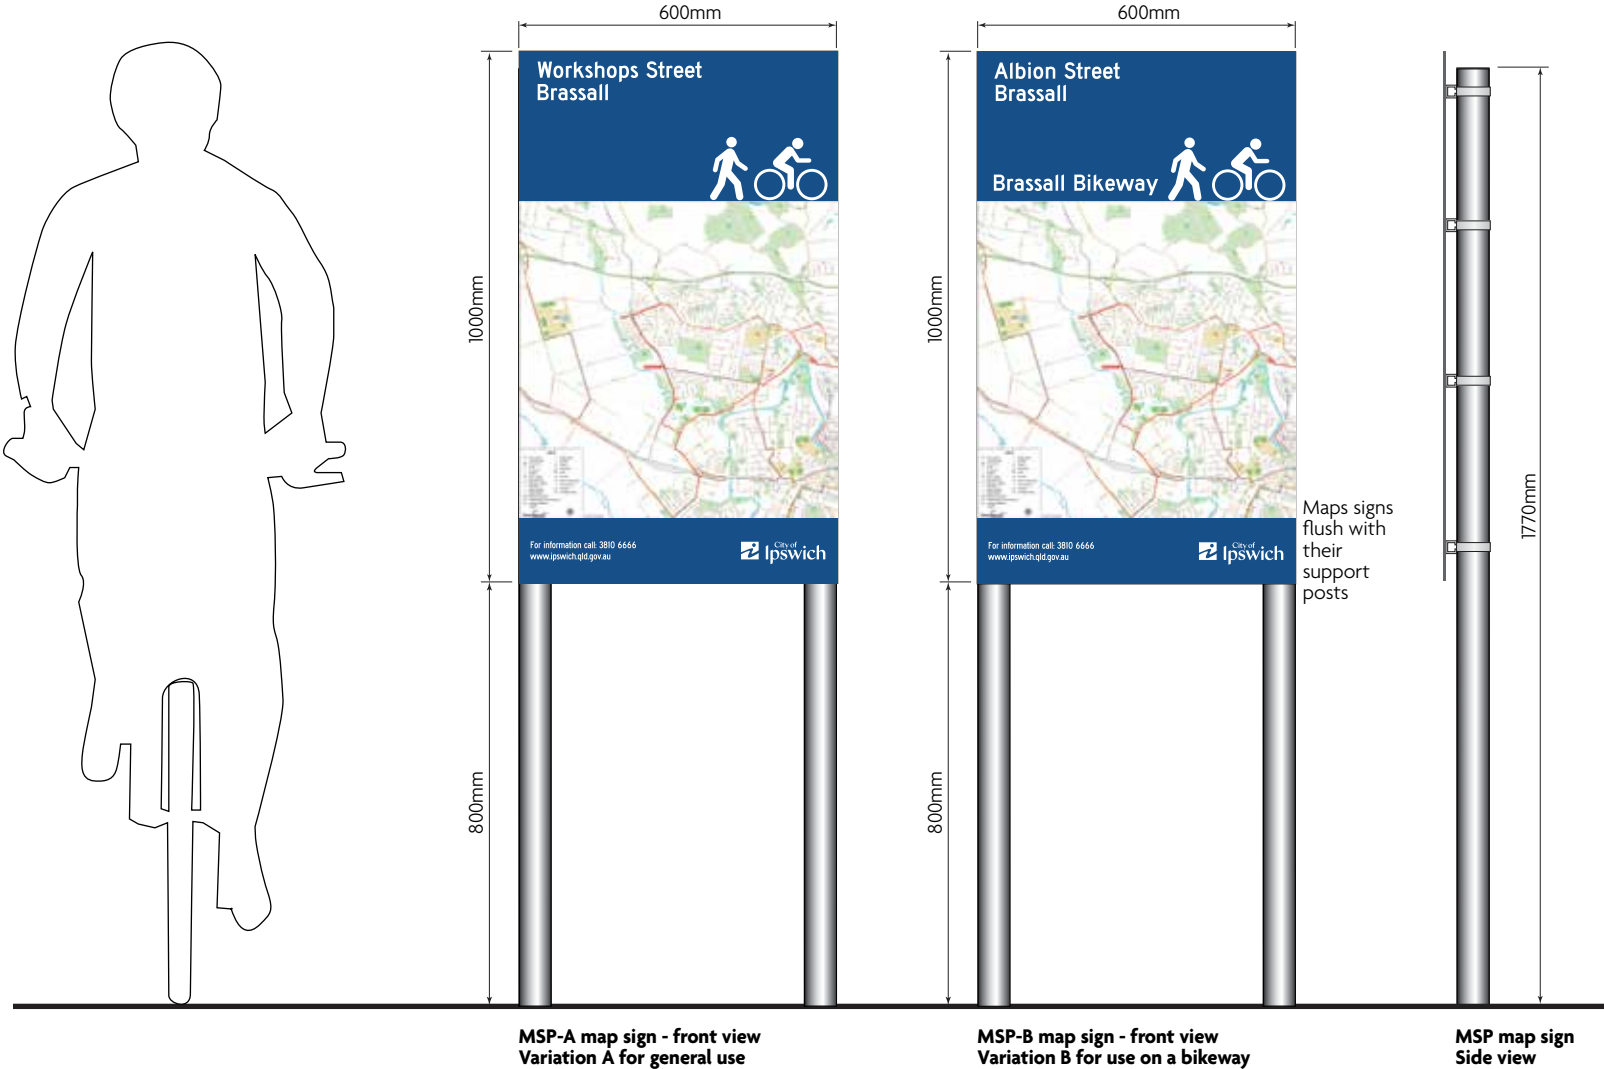 600mm
600mm
Workshops Street
Brassall
Albion Street
Brassall
Brassall Bikeway
1000mm
1000mm
1770mm
Maps signs
flush with
their
support
posts
For information call: 3810 6666
www.ipswich.qld.gov.au
City of
Ipswich
For information call: 3810 6666
www.ipswich.qld.gov.au
City of
Ipswich
800mm
800mm
MSP-A map sign - front view
Variation A for general use
MSP-B map sign - front view
Variation B for use on a bikeway
MSP map sign
Side view